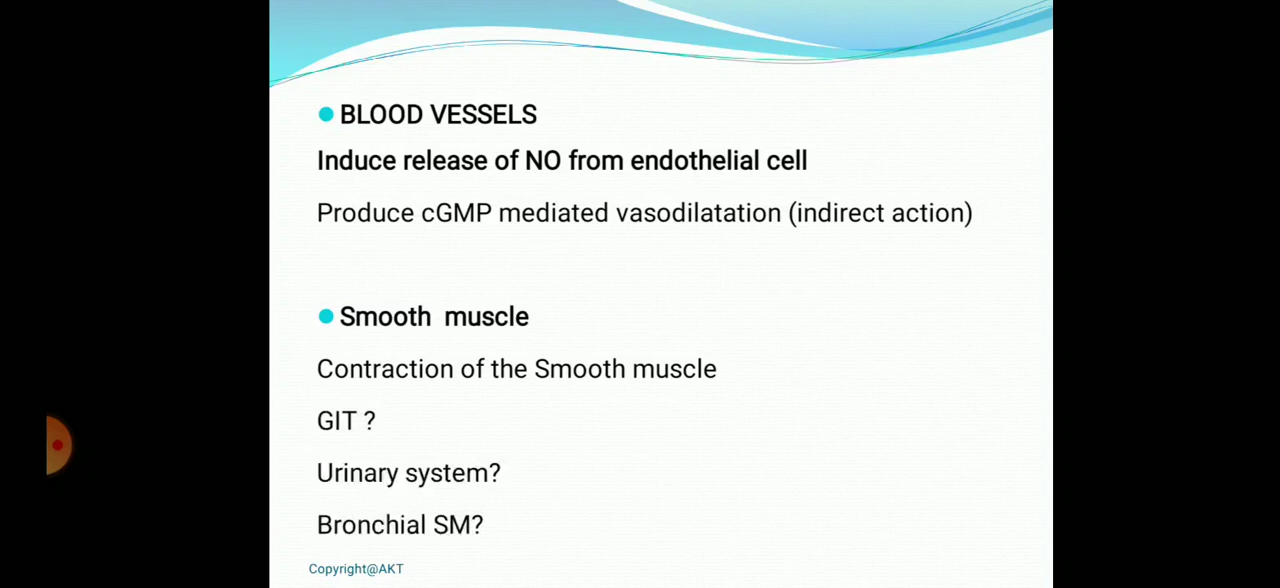 BLOOD VESSELS
Induce release of NO from endothelial cell
Produce cGMP mediated vasodilatation (indirect action)
Smooth muscle
Contraction of the Smooth muscle
GIT ?
Urinary system?
Bronchial SM?
Copyright@AKT